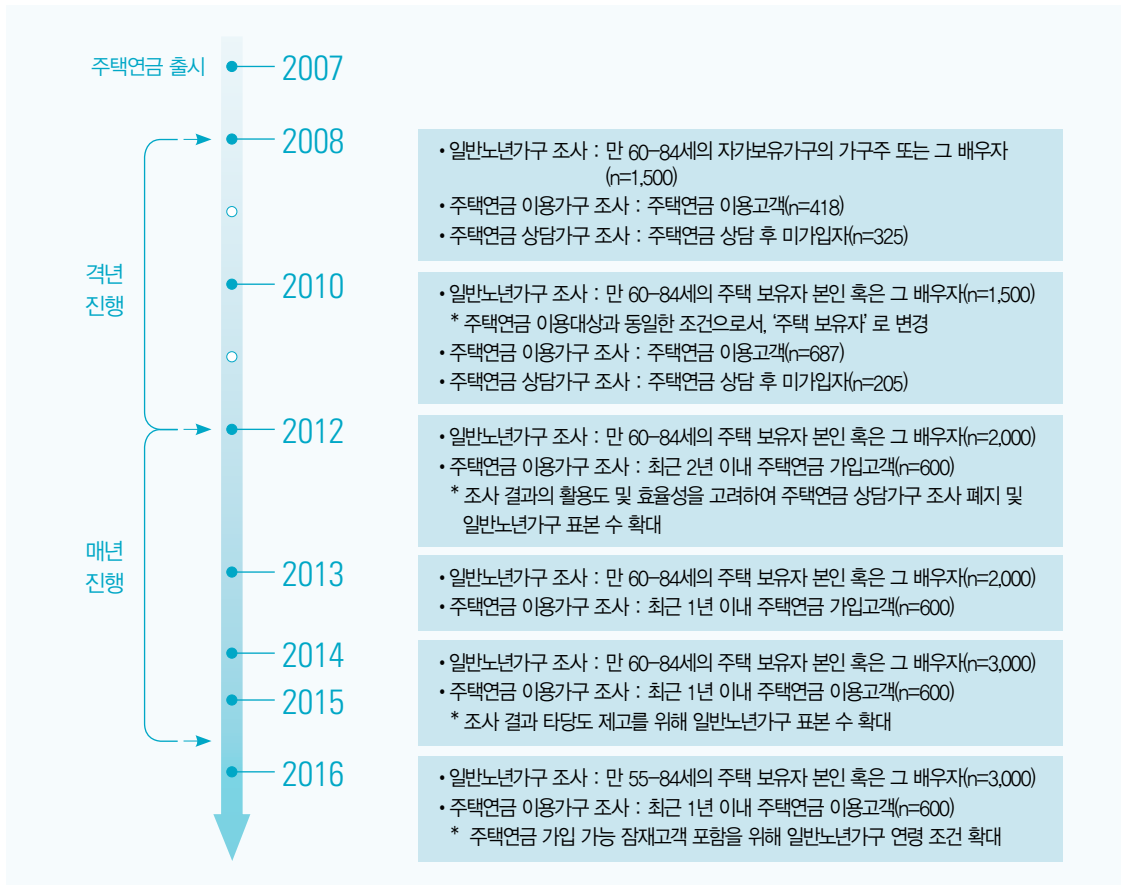 주택연금 출시
2007
격년
진행
2008
• 일반노년가구 조사 : 만 60-84세의 자가보유가구의 가구주 또는 그 배우자
(n=1,500)
• 주택연금 이용가구 조사 : 주택연금 이용고객(n=418)
• 주택연금 상담가구 조사 : 주택연금 상담 후 미가입자(n=325)
2010
• 일반노년가구 조사 : 만 60-84세의 주택 보유자 본인 혹은 그 배우자(n=1,500)
* 주택연금 이용대상과 동일한 조건으로서, ‘주택 보유자’ 로 변경
• 주택연금 이용가구 조사 : 주택연금 이용고객(n=687)
• 주택연금 상담가구 조사 : 주택연금 상담 후 미가입자(n=205)
2012
• 일반노년가구 조사 : 만 60-84세의 주택 보유자 본인 혹은 그 배우자(n=2,000)
• 주택연금 이용가구 조사 : 최근 2년 이내 주택연금 가입고객(n=600)
* 조사 결과의 활용도 및 효율성을 고려하여 주택연금 상담가구 조사 폐지 및
일반노년가구 표본 수 확대
매년
진행
2013
• 일반노년가구 조사 : 만 60-84세의 주택 보유자 본인 혹은 그 배우자(n=2,000)
• 주택연금 이용가구 조사 : 최근 1년 이내 주택연금 가입고객(n=600)
2014
2015
• 일반노년가구 조사 : 만 60-84세의 주택 보유자 본인 혹은 그 배우자(n=3,000)
• 주택연금 이용가구 조사 : 최근 1년 이내 주택연금 이용고객(n=600)
* 조사 결과 타당도 제고를 위해 일반노년가구 표본 수 확대
2016
• 일반노년가구 조사 : 만 55-84세의 주택 보유자 본인 혹은 그 배우자(n=3,000)
• 주택연금 이용가구 조사 : 최근 1년 이내 주택연금 이용고객(n=600)
* 주택연금 가입 가능 잠재고객 포함을 위해 일반노년가구 연령 조건 확대